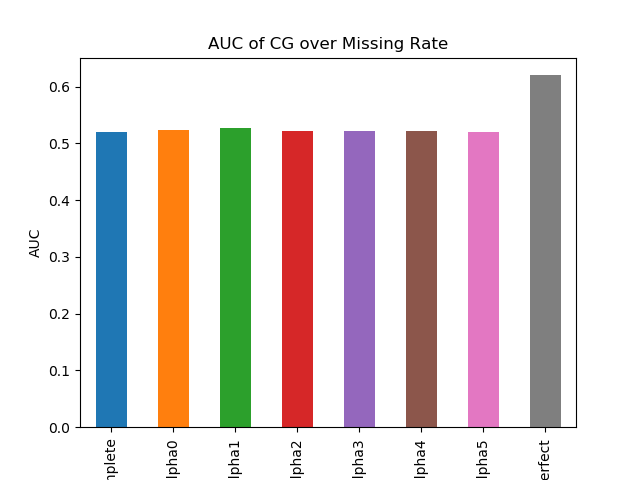 AUC of CG over Missing Rate
AUC
0.6
0.5
0.4
0.3
0.2
0.1
0.0
nplete
lpha0
lpha1
lpha2
lpha3
lpha4
lpha5
erfect